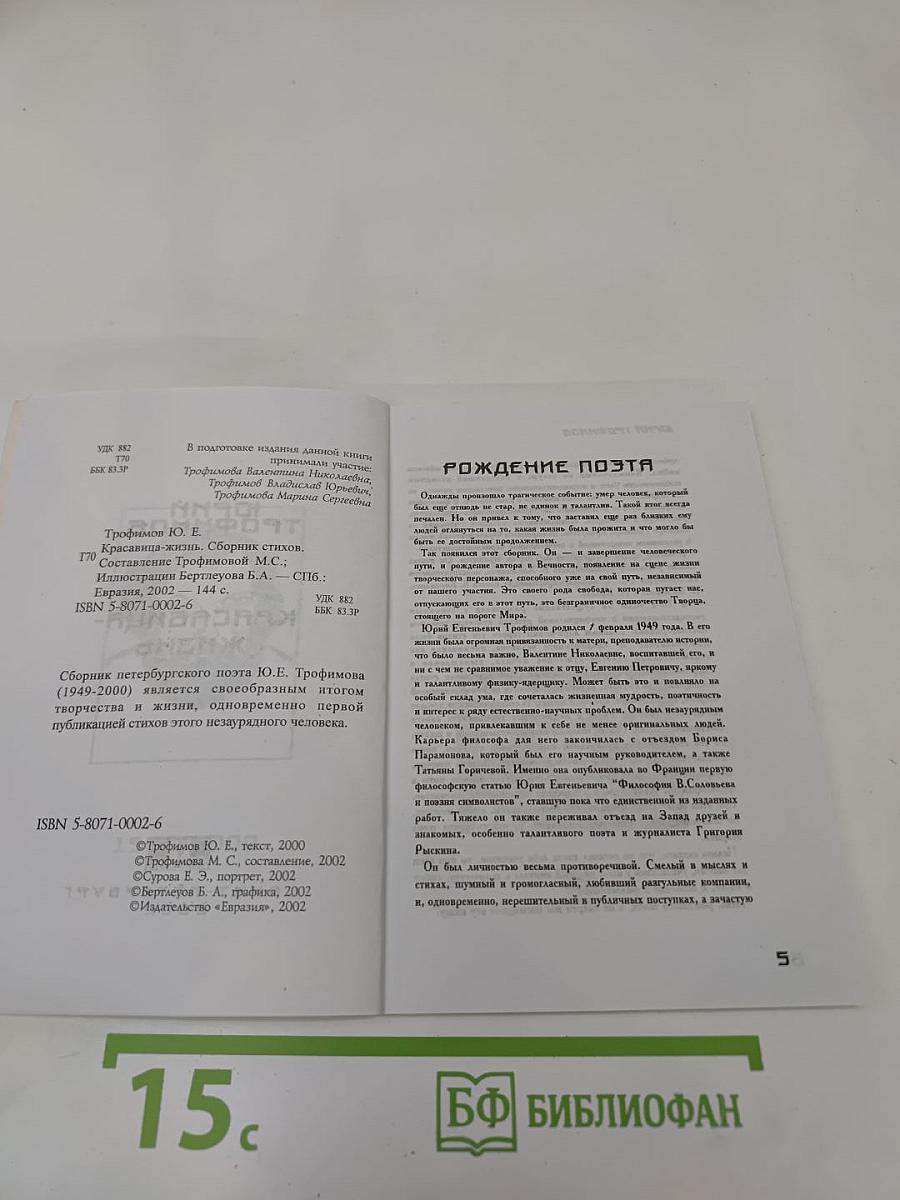 УДК 882
Т70
ББК 83.3Р
В подготовке издания данной книги
принимали участие:
Трофимова Валентина Николаевна,
Трофимов Владислав Юрьевич,
Трофимова Марина Сергеевна
Трофимов Ю. Е.
Т70 Красавица-жизнь. Сборник стихов.
Составление Трофимовой М.С.;
Иллюстрации Бертлеуова Б.А. — СПб.:
Евразия, 2002 — 144 с.
ISBN 5-8071-0002-6
УДК 882
ББК 83.3Р
Сборник петербургского поэта Ю.Е. Трофимова
(1949-2000) является своеобразным итогом
творчества и жизни, одновременно первой
публикацией стихов этого незаурядного человека.
ISBN 5-8071-0002-6
©Трофимов Ю. Е., текст, 2000
©Трофимова М. С., составление, 2002
©Сурова Е. Э., портрет, 2002
©Бертлеуов Б. А., графика, 2002
©Издательство «Евразия», 2002
РОЖДЕНИЕ ПОЭТА
Однажды произошло трагическое событие: умер человек, который
был еще отнюдь не стар, не одинок и талантлив. Такой итог всегда
печален. Но он привел к тому, что заставил еще раз близких ему
людей оглянуться на то, какая жизнь была прожита и что могло бы
быть ее достойным продолжением.
Так появился этот сборник. Он — и завершение человеческого
пути, и рождение автора в Вечности, появление на сцене жизни
творческого персонажа, способного уже на свой путь, независимый
от нашего участия. Это своего рода свобода, которая пугает нас,
отпускающих его в этот путь, это безграничное одиночество Творца,
стоящего на пороге Мира.
Юрий Евгеньевич Трофимов родился 7 февраля 1949 года. В его
жизни была огромная привязанность к матери, преподавателю истории,
что было весьма важно, Валентине Николаевне, воспитавшей его, и
ни с чем не сравнимое уважение к отцу, Евгению Петровичу, яркому
и талантливому физику-ядерщику. Может быть это и повлияло на
особый склад ума, где сочеталась жизненная мудрость, поэтичность
и интерес к ряду естественно-научных проблем. Он был незаурядным
человеком, привлекавшим к себе не менее оригинальных людей.
Карьера философа для него закончилась с отъездом Бориса
Парамонова, который был его научным руководителем, а также
Татьяны Горичевой. Именно она опубликовала во Франции первую
философскую статью Юрия Евгеньевича "Философия В.Соловьева
и поэзия символистов", ставшую пока что единственной из изданных
работ. Тяжело он также переживал отъезд на Запад друзей и
знакомых, особенно талантливого поэта и журналиста Григория
Рыскина.
Он был личностью весьма противоречивой. Смелый в мыслях и
стихах, шумный и громогласный, любивший разгульные компании,
и, одновременно, нерешительный в публичных поступках, а зачастую
5
15 с
БФ БИБЛИОФАН